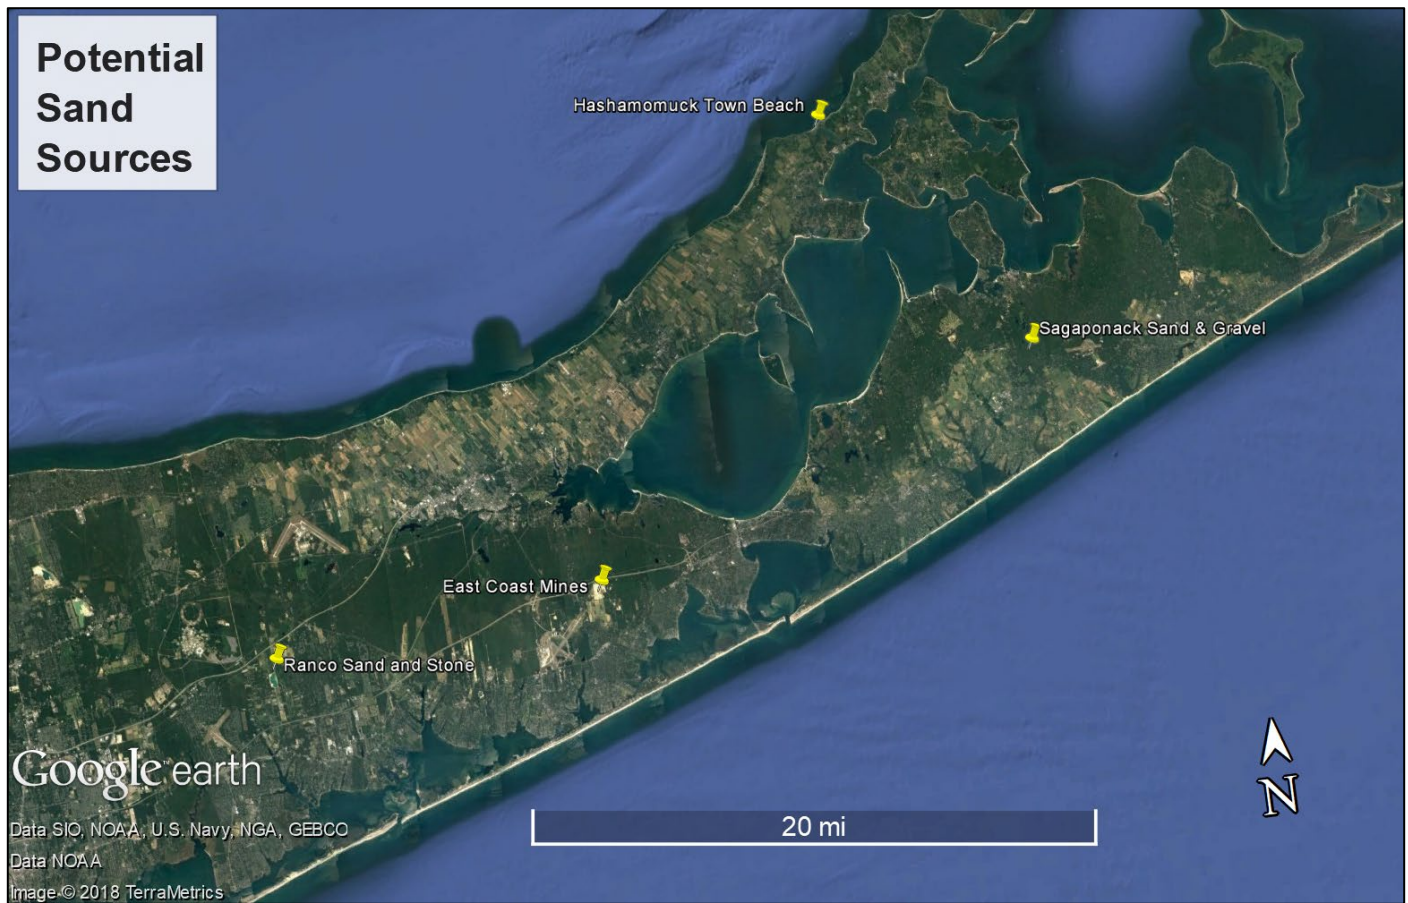 Potential
Sand
Sources
Hashamomuck Town Beach
Sagaponack Sand & Gravel
East Coast Mines
Ranco Sand and Stone
Google earth
Data SIO, NOAA, U.S. Navy, NGA, GEBCO
Data NOAA
Image © 2018 TerraMetrics
20 mi
N